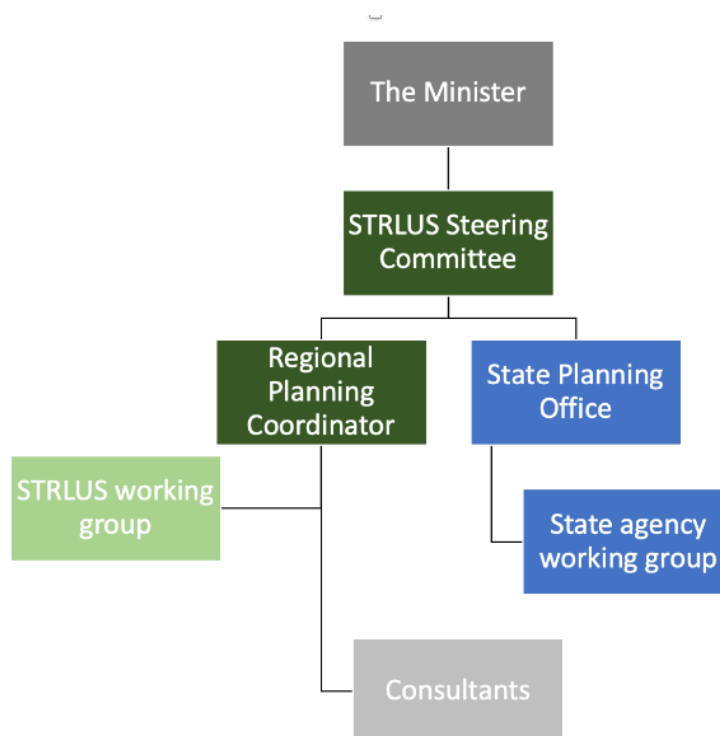 The Minister
STRLUS Steering
Committee
Regional
Planning
Coordinator
State Planning
Office
STRLUS working
group
State agency
working group
Consultants